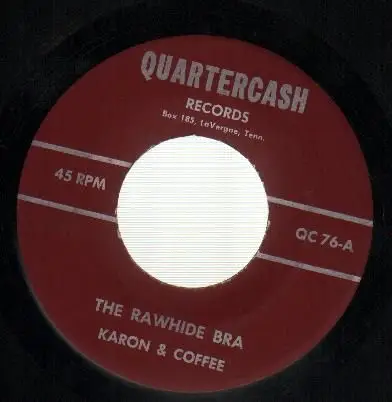 QUARTERCASH
RECORDS
Box 185, LaVergne, Tenn.
45 RPM
QC 76-A
THE RAWHIDE BRA
KARON & COFFEE